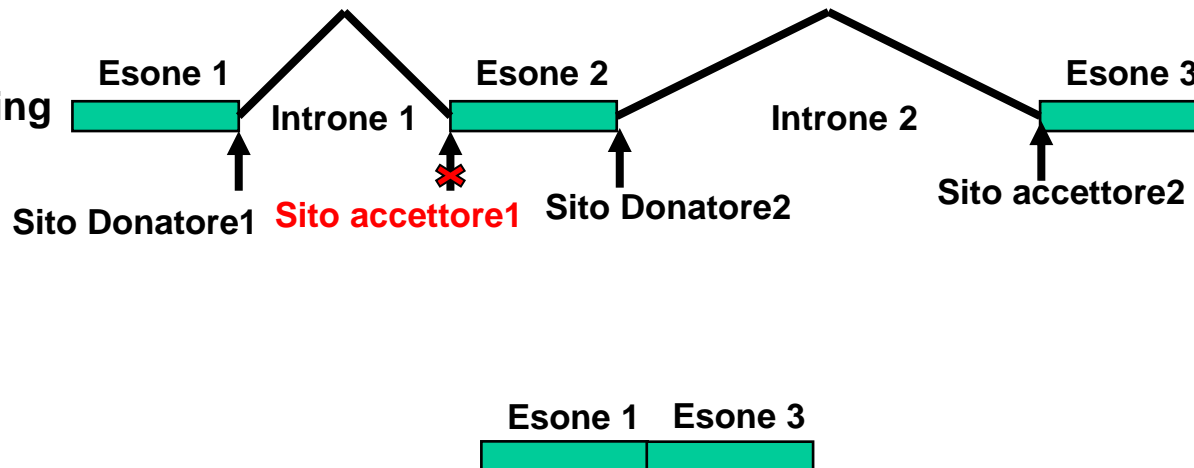 Esone 1 Esone 2 Esone 3
ing Introne 1 Introne 2
Sito Donatore1 Sito accettore1 Sito Donatore2 Sito accettore2
Esone 1 Esone 3